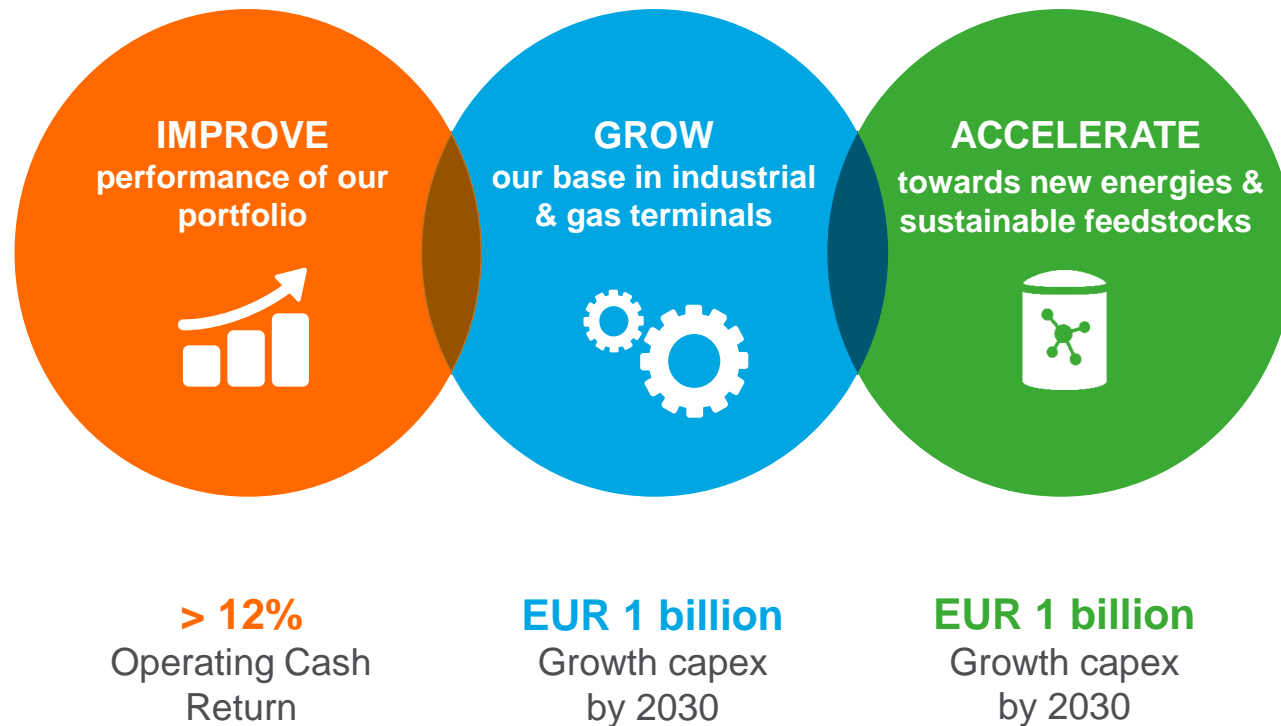 IMPROVE
performance of our
portfolio
GROW
our base in industrial
& gas terminals
ACCELERATE
towards new energies &
sustainable feedstocks
> 12%
Operating Cash
Return
EUR 1 billion
Growth capex
by 2030
EUR 1 billion
Growth capex
by 2030